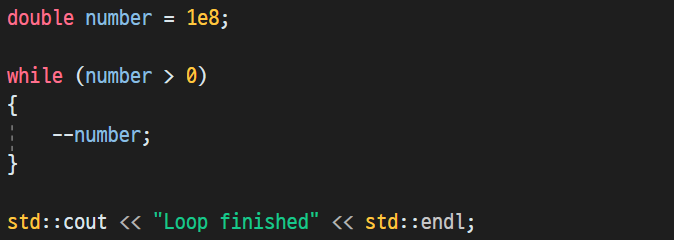 double number = 1e8;
while (number > 0)
{
--number;
}
std::cout << "Loop finished" << std::endl;